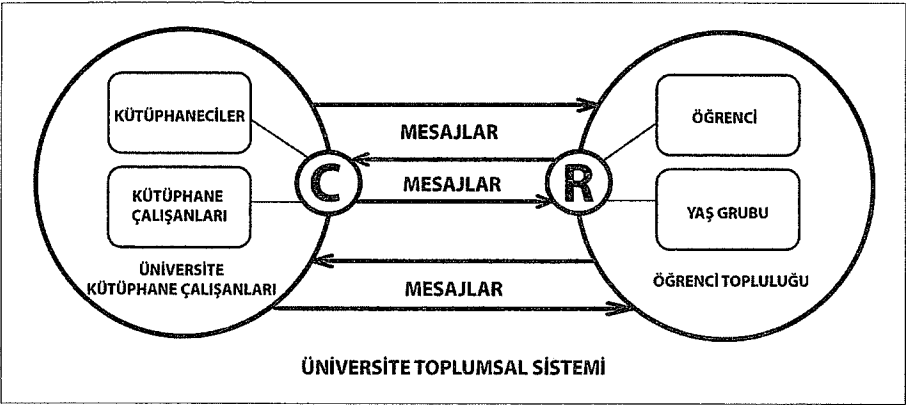 KÜTÜPHANECİLER
KÜTÜPHANE
ÇALIŞANLARI
ÜNİVERSİTE
KÜTÜPHANE ÇALIŞANLARI
C
MESAJLAR
MESAJLAR
MESAJLAR
R
ÖĞRENCİ
YAŞ GRUBU
ÖĞRENCİ TOPLULUĞU
ÜNİVERSİTE TOPLUMSAL SİSTEMİ